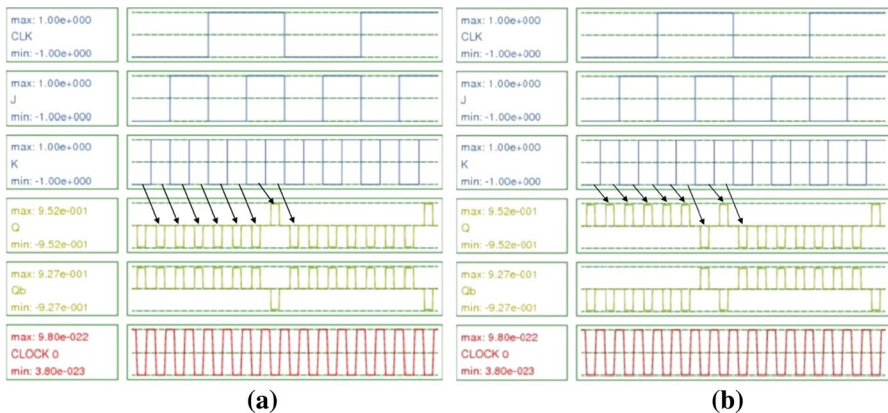 max: 1.00e+000
CLK
min: -1.00e+000
max: 1.00e+000
J
min: -1.00e+000
max: 1.00e+000
K
min: -1.00e+000
max: 9.52e-001
Q
min: -9.52e-001
max: 9.27e-001
Qb
min: -9.27e-001
max: 9.80e-022
CLOCK 0
min: 3.80e-023
(a)
max: 1.00e+000
CLK
min: -1.00e+000
max: 1.00e+000
J
min: -1.00e+000
max: 1.00e+000
K
min: -1.00e+000
max: 9.52e-001
Q
min: -9.52e-001
max: 9.27e-001
Qb
min: -9.27e-001
max: 9.80e-022
CLOCK 0
min: 3.80e-023
(b)